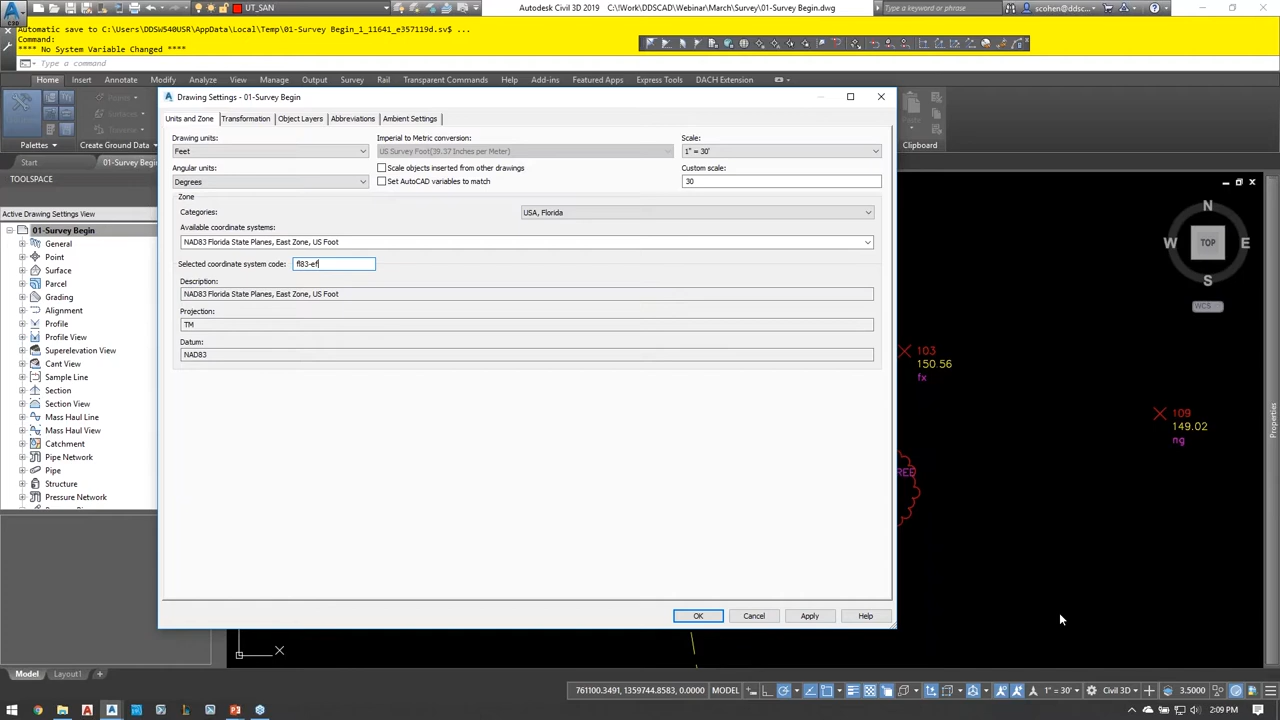 UT_SAN
Autodesk Civil 3D 2019 C:\!Work\DDSCAD\Webinar\March\Survey\01-Survey Begin.dwg
Type a keyword or phrase
scohen@ddsc...
Automatic save to C:\Users\DDSW540USR\AppData\Local\Temp\01-Survey Begin_1_11641_e357119d.sv$ ...
Command:
**** No System Variable Changed ****
Type a command
Home Insert Annotate Modify Analyze View Manage Output Survey Rail Transparent Commands Help Add-ins Featured Apps Express Tools DACH Extension
Drawing Settings - 01-Survey Begin
Points
Surfaces
Palettes
Create Ground Data
Paste
Clipboard
Start
01-Survey Begin
TOOLSPACE
Active Drawing Settings View
01-Survey Begin
General
Point
Surface
Parcel
Grading
Alignment
Profile
Profile View
Superelevation View
Cant View
Sample Line
Section
Section View
Mass Haul Line
Mass Haul View
Catchment
Pipe Network
Pipe
Structure
Pressure Network
Units and Zone Transformation Object Layers Abbreviations Ambient Settings
Drawing units: Imperial to Metric conversion: Scale:
Feet US Survey Foot(39.37 Inches per Meter) 1" = 30'
Angular units: Scale objects inserted from other drawings Custom scale:
Degrees Set AutoCAD variables to match 30
Zone
Categories: USA, Florida
Available coordinate systems:
NAD83 Florida State Planes, East Zone, US Foot
Selected coordinate system code: fl83-ef
Description:
NAD83 Florida State Planes, East Zone, US Foot
Projection:
TM
Datum:
NAD83
OK Cancel Apply Help
N
W TOP E
S
WCS
103
150.56
fx
109
149.02
mg
Properties
X
Model Layout1 +
761100.3491, 1359744.8583, 0.0000 MODEL 1" = 30' Civil 3D 3.5000
2:09 PM